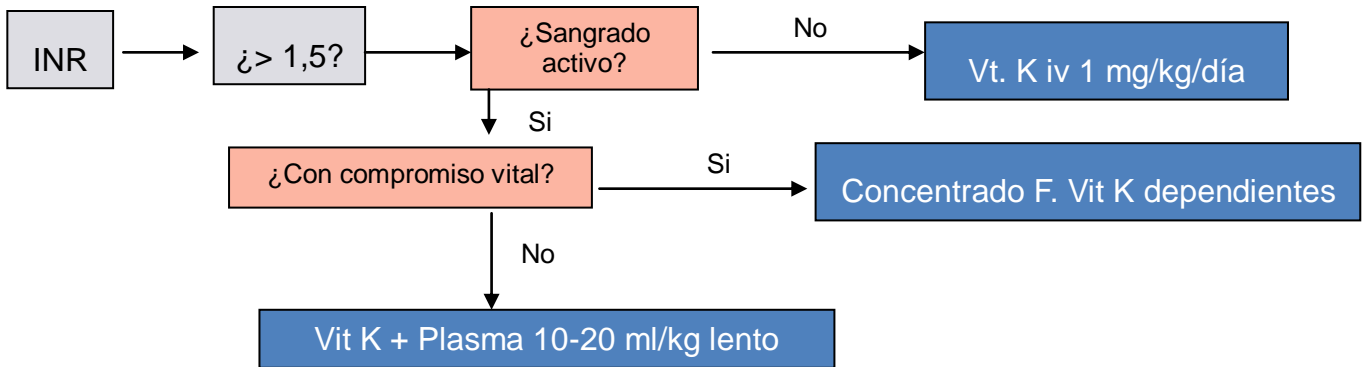 INR
¿> 1,5?
¿Sangrado
activo?
No
Vt. K iv 1 mg/kg/día
Si
¿Con compromiso vital?
Si
Concentrado F. Vit K dependientes
No
Vit K + Plasma 10-20 ml/kg lento